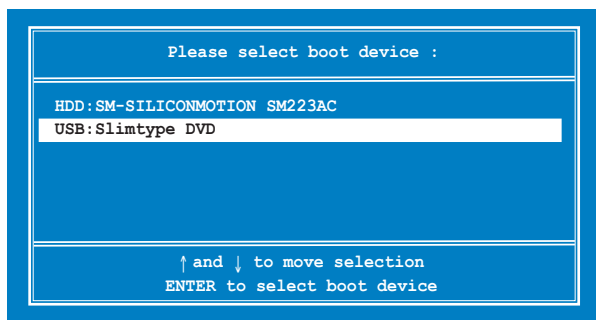 Please select boot device :
HDD:SM-SILICONMOTION SM223AC
USB:Slimtype DVD
↑ and ↓ to move selection
ENTER to select boot device